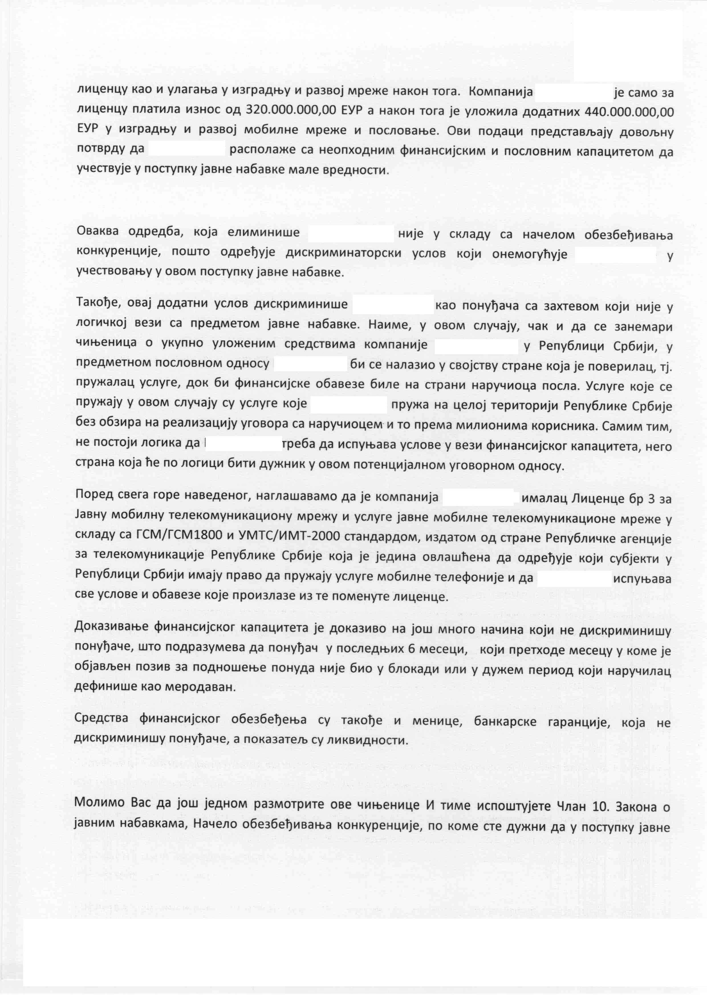 лиценцу као и улагања у изградњу и развој мреже након тога. Компанија је само за
лиценцу платила износ од 320.000.000,00 ЕУР а након тога је уложила додатних 440.000.000,00
ЕУР у изградњу и развој мобилне мреже и пословање. Ови подаци представљају довољну
потврду да располаже са неопходним финансијским и пословним капацитетом да
учествује у поступку јавне набавке мале вредности.
Оваква одредба, која елиминише није у складу са начелом обезбеђивања
конкуренције, пошто одређује дискриминаторски услов који онемогућује у
учествовању у овом поступку јавне набавке.
Такође, овај додатни услов дискриминише као понуђача са захтевом који није у
логичкој вези са предметом јавне набавке. Наиме, у овом случају, чак и да се занемари
чињеница о укупно уложеним средствима компаније у Републици Србији, у
предметном пословном односу би се налазио у својству стране која је поверилац, тј.
пружалац услуге, док би финансијске обавезе биле на страни наручиоца посла. Услуге које се
пружају у овом случају су услуге које пружа на целој територији Републике Србије
без обзира на реализацију уговора са наручиоцем и то према милионима корисника. Самим тим,
не постоји логика да треба да испуњава услове у вези финансијског капацитета, него
страна која ће по логици бити дужник у овом потенцијалном уговорном односу.
Поред свега горе наведеног, наглашавамо да је компанија ималац Лиценце бр 3 за
Јавну мобилну телекомуникациону мрежу и услуге јавне мобилне телекомуникационе мреже у
складу са ГСМ/ГСМ1800 и УМТС/ИМТ-2000 стандардом, издатом од стране Републичке агенције
за телекомуникације Републике Србије која је једина овлашћена да одређује који субјекти у
Републици Србији имају право да пружају услуге мобилне телефоније и да испуњава
све услове и обавезе које произлазе из те поменуте лиценце.
Доказивање финансијског капацитета је доказиво на још много начина који не дискриминишу
понуђаче, што подразумева да понуђач у последњих 6 месеци, који претходе месецу у коме је
објављен позив за подношење понуда није био у блокади или у дужем период који наручилац
дефинише као меродаван.
Средства финансијског обезбеђења су такође и менице, банкарске гаранције, која не
дискриминишу понуђаче, а показатељ су ликвидности.
Молимо Вас да још једном размотрите ове чињенице И тиме испоштујете Члан 10. Закона о
јавним набавкама, Начело обезбеђивања конкуренције, по коме сте дужни да у поступку јавне